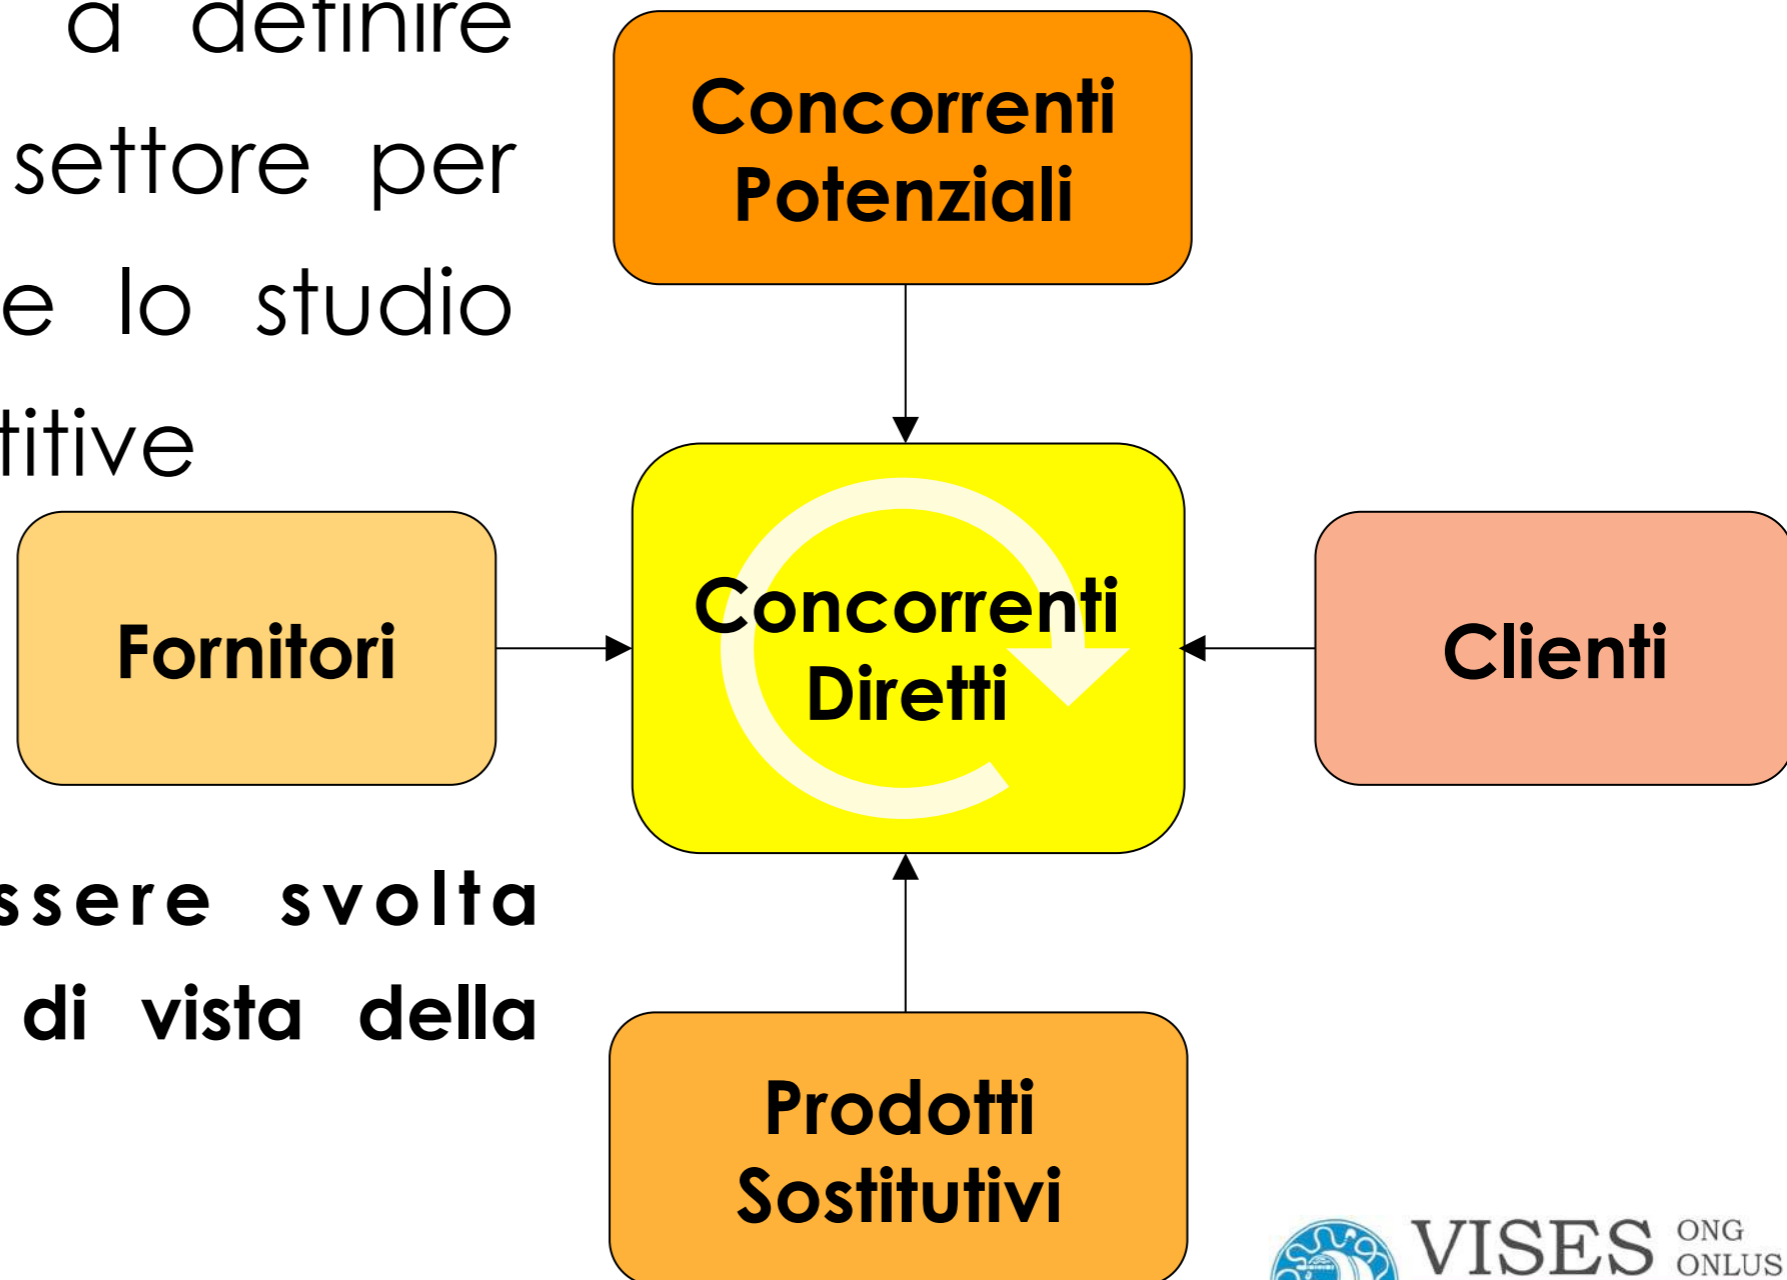 a definire
settore per
e lo studio
titive
Concorrenti
Potenziali
Fornitori
Concorrenti
Diretti
Clienti
ssere svolta
di vista della
Prodotti
Sostitutivi
VISES ONG
ONLUS